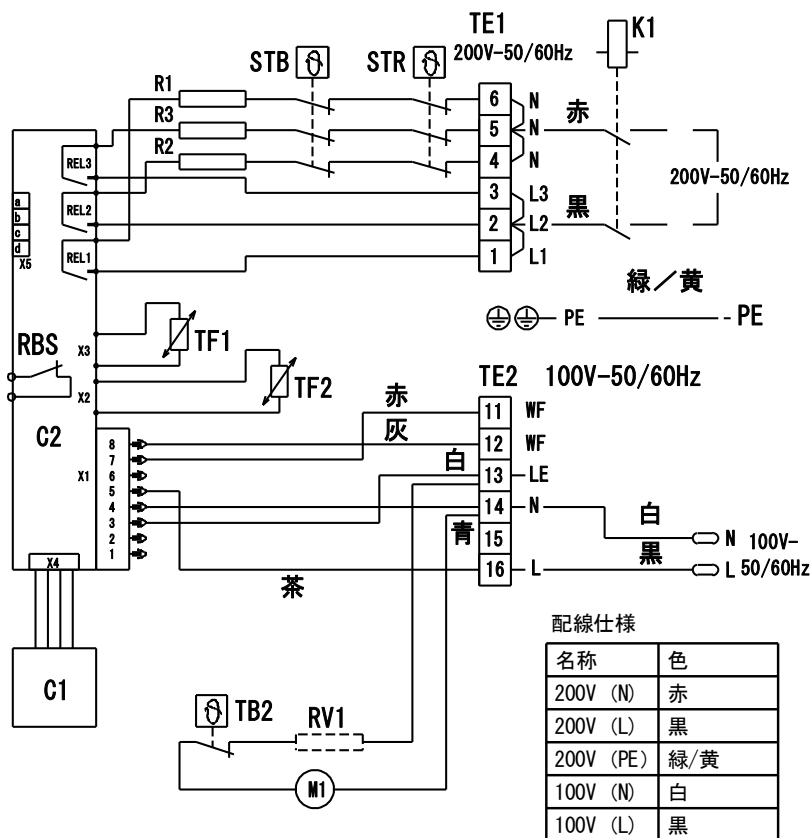 TE1
K1
STB
STR
200V-50/60Hz
R1
6
N
赤
R3
5
N
R2
4
N
REL3
200V-50/60Hz
3
L3
a
b
REL2
黒
c
2
L2
d
X5
REL1
1
L1
緑／黄
PE
PE
RBS
X3
TF1
TE2 100V-50/60Hz
X2
TF2
赤
11
WF
C2
灰
8
12
WF
7
白
X1
6
13
LE
5
4
14
N
白
3
青
15
N 100V-
2
黒
1
16
L
L 50/60Hz
X4
茶
配線仕様
名称 色
C1
200V (N) 赤
TB2
RV1
200V (L) 黒
200V (PE) 緑/黄
M1
100V (N) 白
100V (L) 黒